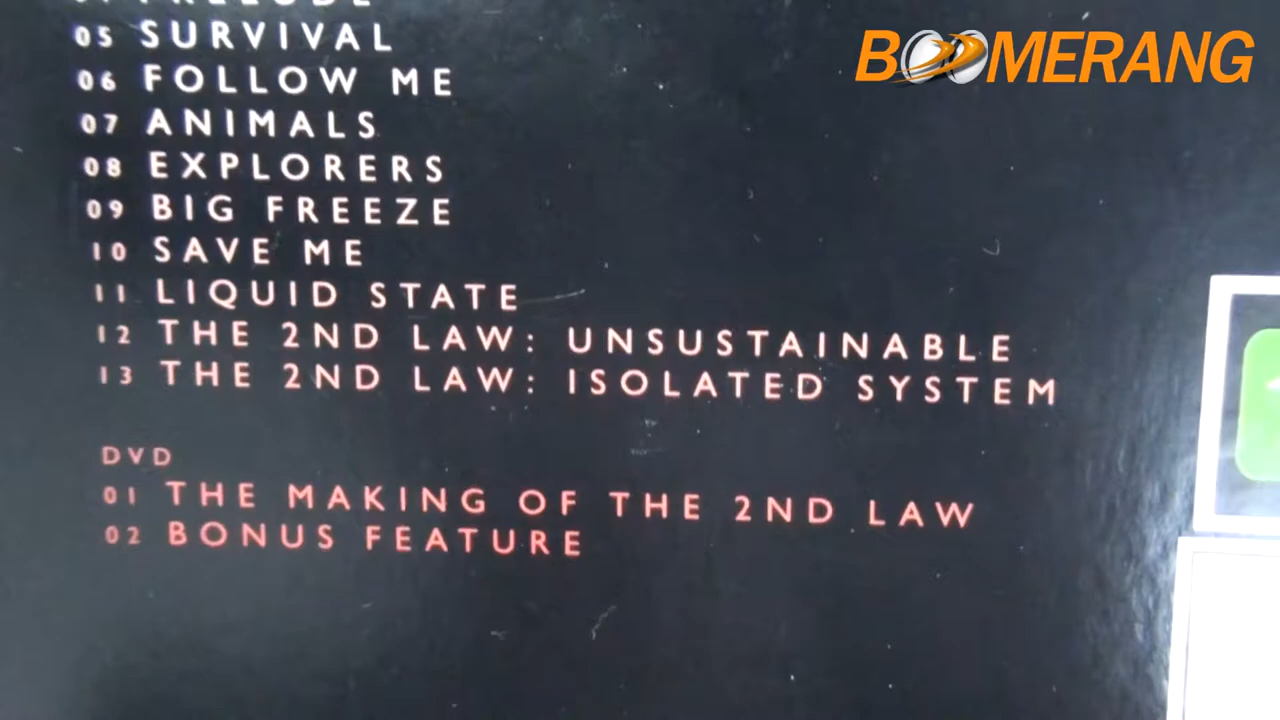 PRELUDE
05 SURVIVAL
06 FOLLOW ME
07 ANIMALS
08 EXPLORERS
09 BIG FREEZE
10 SAVE ME
11 LIQUID STATE
12 THE 2ND LAW: UNSUSTAINABLE
13 THE 2ND LAW: ISOLATED SYSTEM
DVD
01 THE MAKING OF THE 2ND LAW
02 BONUS FEATURE
BOOMERANG